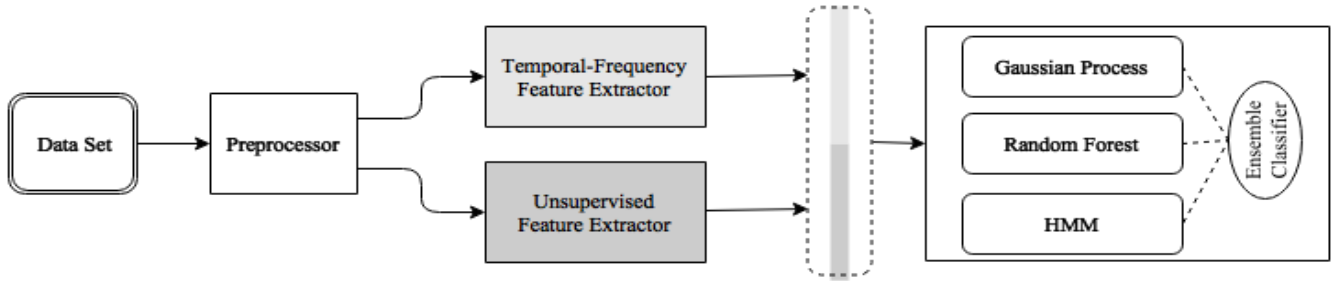 Data Set
Preprocessor
Temporal-Frequency
Feature Extractor
Unsupervised
Feature Extractor
Gaussian Process
Random Forest
HMM
Ensemble
Classifier